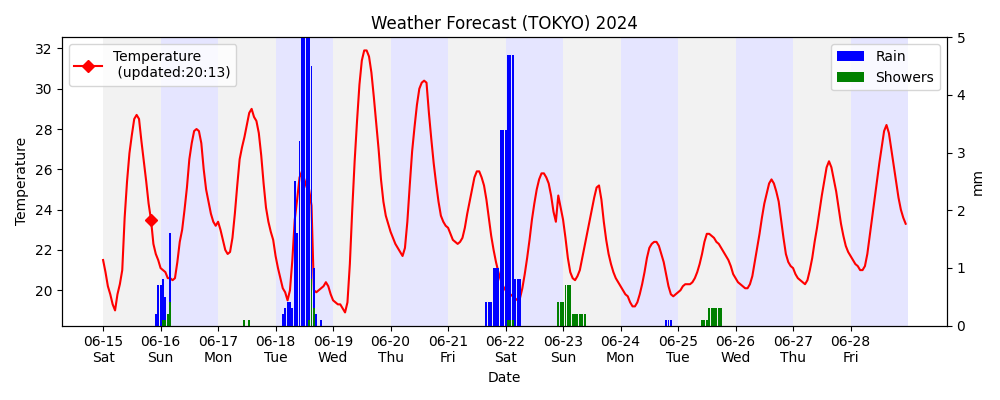 Weather Forecast (TOKYO) 2024
Temperature
(updated:20:13)
Rain
Showers
Temperature
32
30
28
26
24
22
20
5
4
3
2
1
0
mm
06-15 06-16 06-17 06-18 06-19 06-20 06-21 06-22 06-23 06-24 06-25 06-26 06-27 06-28
Sat Sun Mon Tue Wed Thu Fri Sat Sun Mon Tue Wed Thu Fri
Date